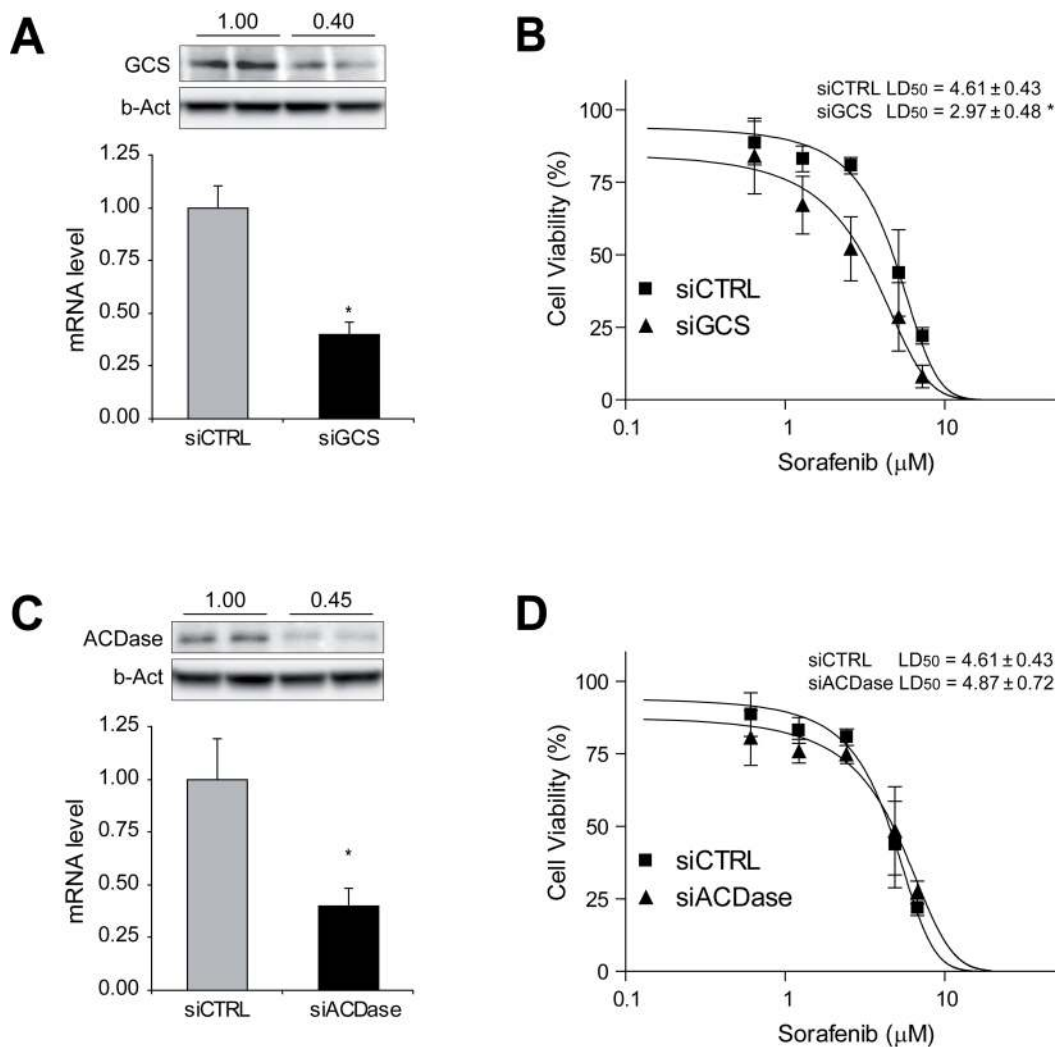 A
1.00 0.40
GCS
b-Act
1.25
1.00
0.75
0.50
0.25
0.00
mRNA level
*
siCTRL siGCS
B
siCTRL LD50 = 4.61 ± 0.43
siGCS LD50 = 2.97 ± 0.48 *
100
75
50
25
0
Cell Viability (%)
siCTRL
siGCS
0.1 1 10
Sorafenib (μM)
C
1.00 0.45
ACDase
b-Act
1.25
1.00
0.75
0.50
0.25
0.00
mRNA level
*
siCTRL siACDase
D
siCTRL LD50 = 4.61 ± 0.43
siACDase LD50 = 4.87 ± 0.72
100
75
50
25
0
Cell Viability (%)
siCTRL
siACDase
0.1 1 10
Sorafenib (μM)